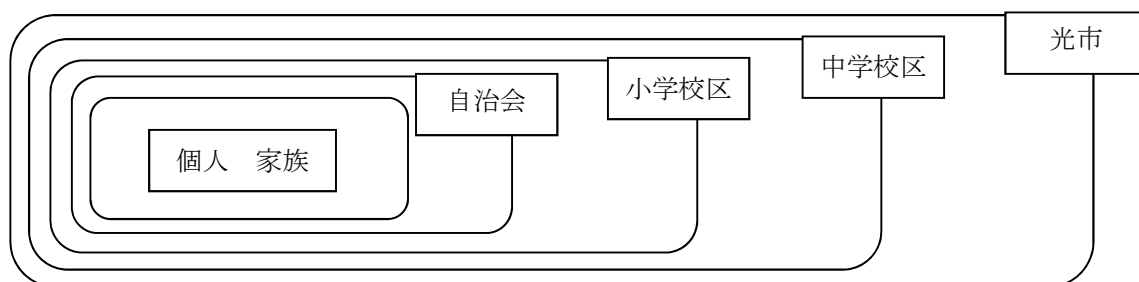 光市
中学校区
小学校区
自治会
個人　家族